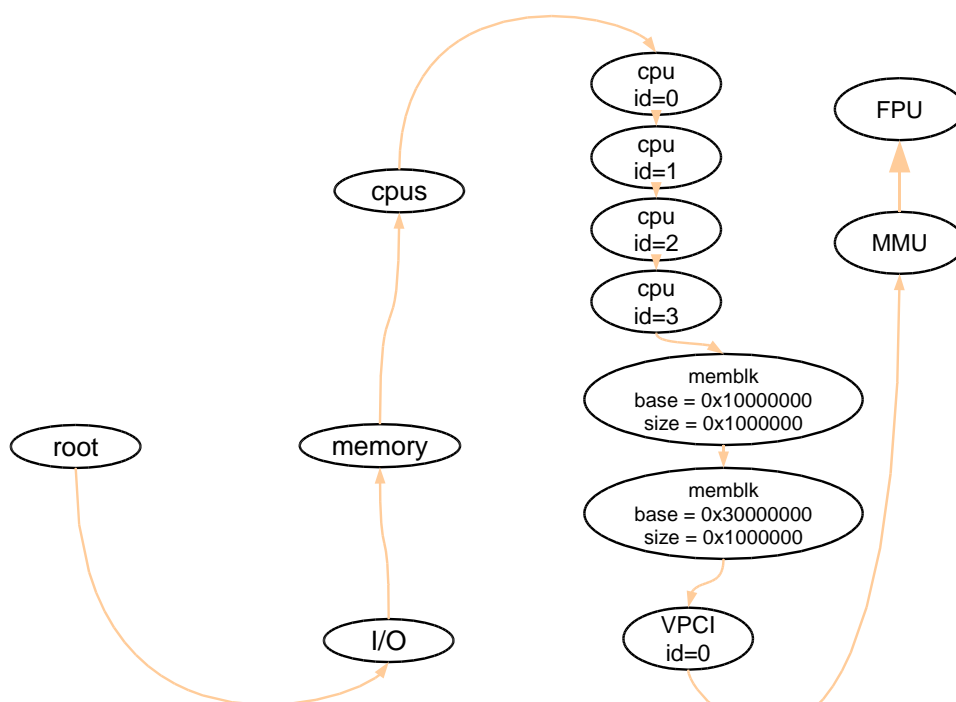 cpu
id=0
FPU
cpu
id=1
cpus
cpu
id=2
MMU
cpu
id=3
memblk
base = 0x10000000
size = 0x1000000
root
memory
memblk
base = 0x30000000
size = 0x1000000
I/O
VPCI
id=0